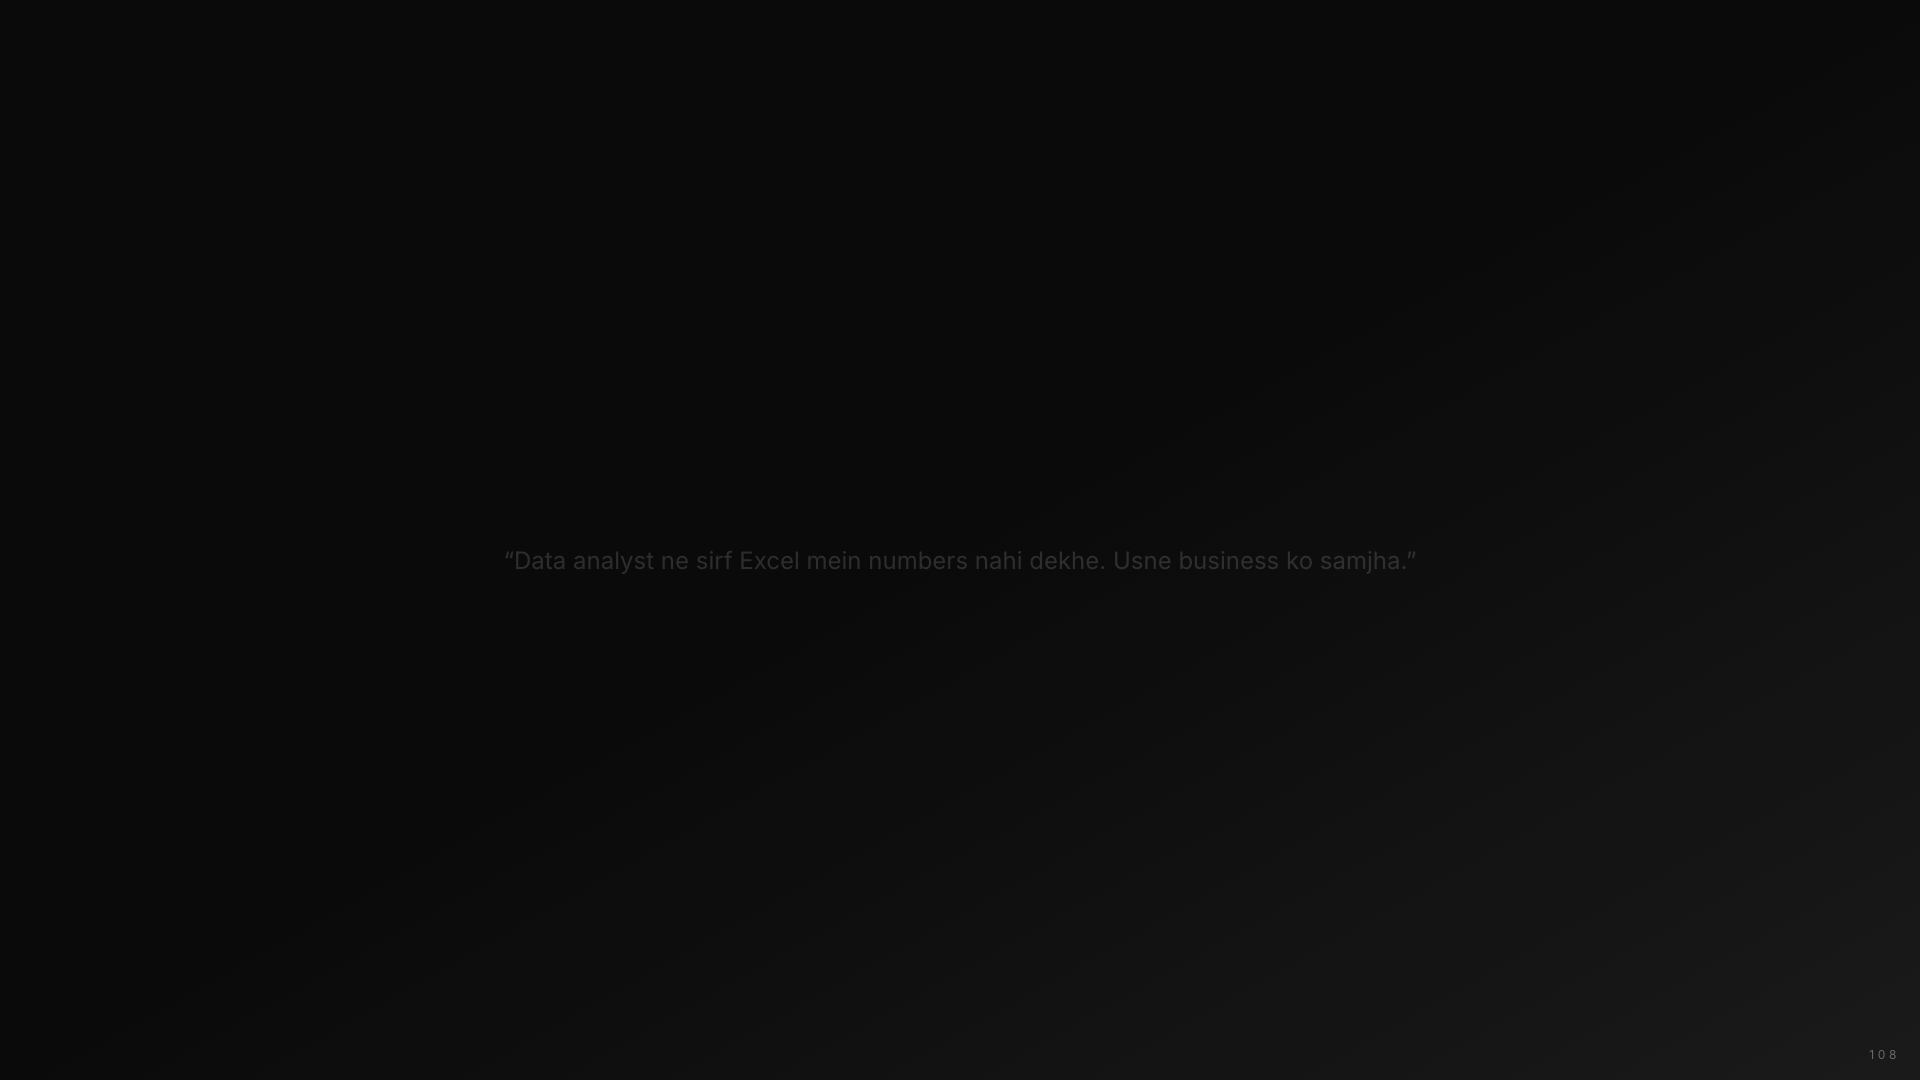 “Data analyst ne sirf Excel mein numbers nahi dekhe. Usne business ko samjha.”
108